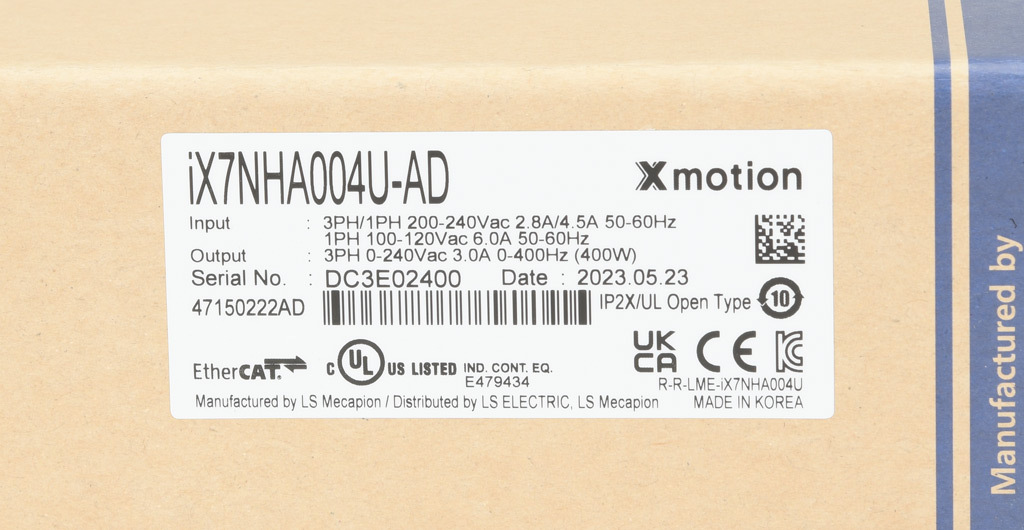 iX7NHA004U-AD
Xmotion
Input : 3PH/1PH 200-240Vac 2.8A/4.5A 50-60Hz
1PH 100-120Vac 6.0A 50-60Hz
Output : 3PH 0-240Vac 3.0A 0-400Hz (400W)
Serial No. : DC3E02400 Date : 2023.05.23
47150222AD IP2X/UL Open Type 10
EtherCAT® c UL US LISTED IND. CONT. EQ.
E479434
UK
CA CE KC
R-R-LME-iX7NHA004U
Manufactured by LS Mecapion / Distributed by LS ELECTRIC, LS Mecapion MADE IN KOREA
Manufactured by